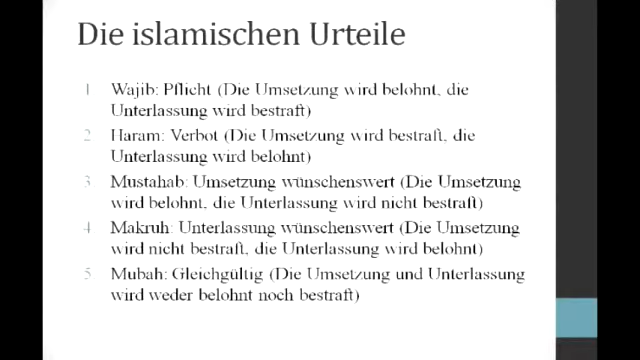 Die islamischen Urteile
1 Wajib: Pflicht (Die Umsetzung wird belohnt, die
Unterlassung wird bestraft)
2 Haram: Verbot (Die Umsetzung wird bestraft, die
Unterlassung wird belohnt)
3 Mustahab: Umsetzung wünschenswert (Die Umsetzung
wird belohnt, die Unterlassung wird nicht bestraft)
4 Makruh: Unterlassung wünschenswert (Die Umsetzung
wird nicht bestraft, die Unterlassung wird belohnt)
5 Mubah: Gleichgültig (Die Umsetzung und Unterlassung
wird weder belohnt noch bestraft)